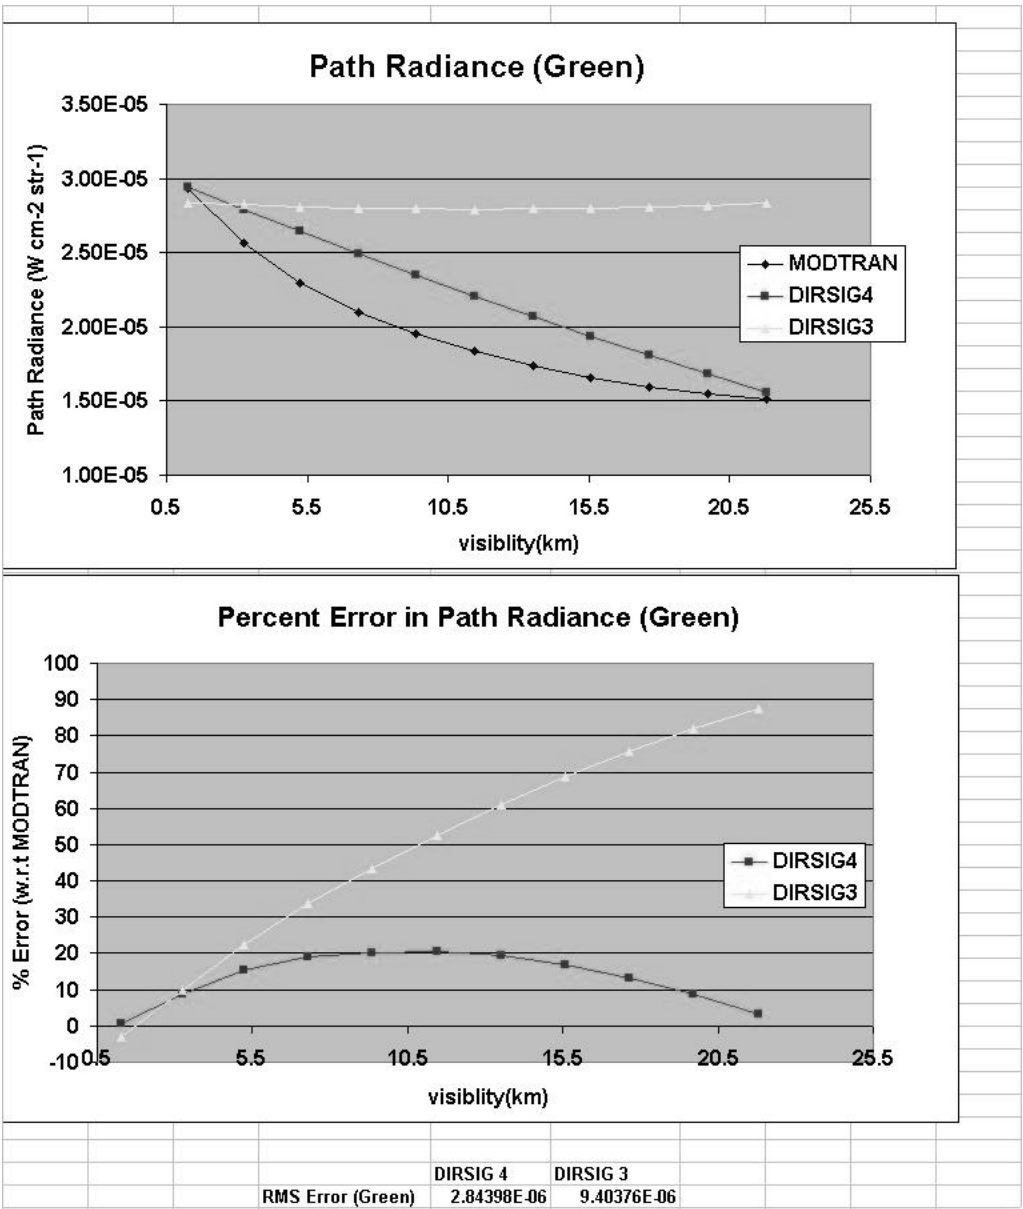 Path Radiance (Green)
Path Radiance (W cm-2 str-1)
3.50E-05
3.00E-05
2.50E-05
2.00E-05
1.50E-05
1.00E-05
MODTRAN
DIRSIG4
DIRSIG3
0.5 5.5 10.5 15.5 20.5 25.5
visiblity(km)
Percent Error in Path Radiance (Green)
% Error (w.r.t MODTRAN)
100
90
80
70
60
50
40
30
20
10
0
-10
DIRSIG4
DIRSIG3
0.5 5.5 10.5 15.5 20.5 25.5
visiblity(km)
DIRSIG 4 DIRSIG 3
RMS Error (Green) 2.84398E-06 9.40376E-06